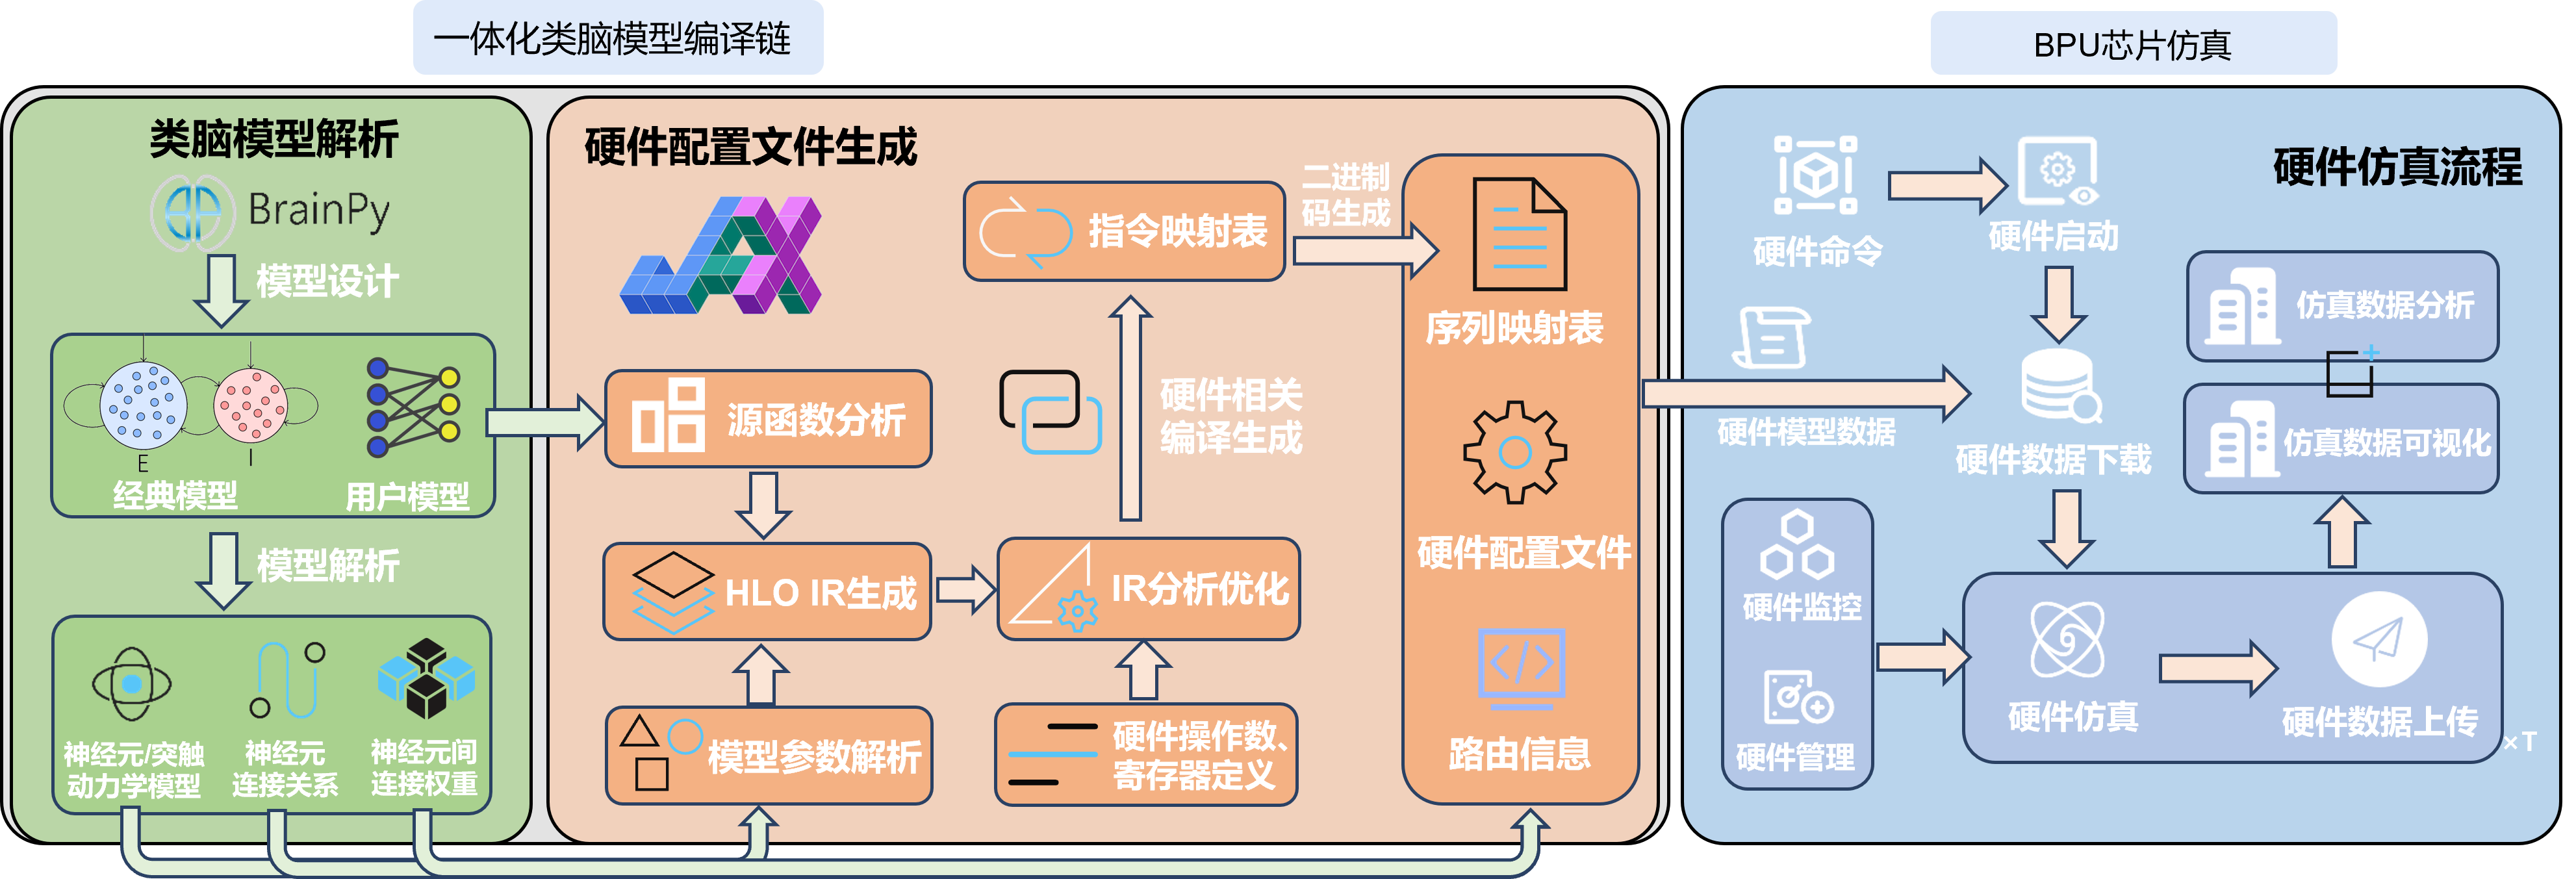 一体化类脑模型编译链
BPU芯片仿真
类脑模型解析
BrainPy
模型设计
E
I
经典模型
用户模型
模型解析
神经元/突触
动力学模型
神经元
连接关系
神经元间
连接权重
硬件配置文件生成
源函数分析
HLO IR生成
模型参数解析
指令映射表
硬件相关
编译生成
IR分析优化
硬件操作数、
寄存器定义
二进制
码生成
序列映射表
硬件配置文件
路由信息
硬件仿真流程
硬件命令
硬件启动
硬件模型数据
硬件数据下载
仿真数据分析
仿真数据可视化
硬件监控
硬件管理
硬件仿真
硬件数据上传
×T